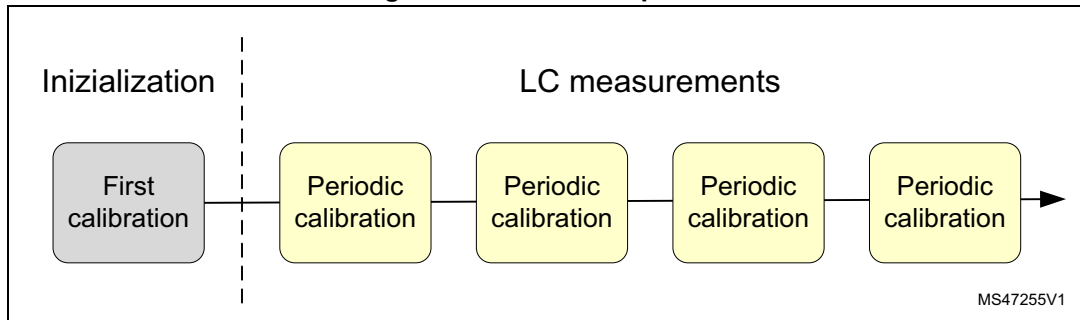 Inizialization
LC measurements
First
calibration
Periodic
calibration
Periodic
calibration
Periodic
calibration
Periodic
calibration
MS47255V1